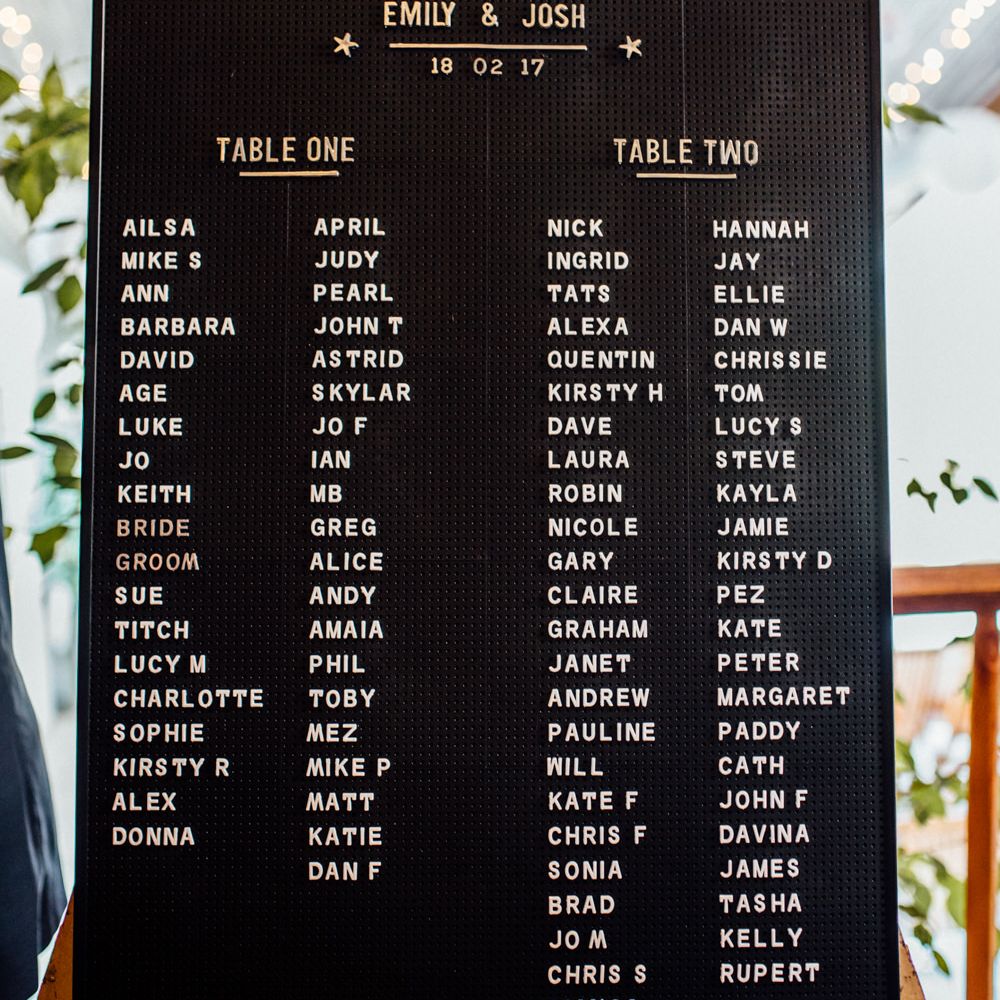 EMILY & JOSH
18 02 17
TABLE ONE
AILSA
MIKE S
ANN
BARBARA
DAVID
AGE
LUKE
JO
KEITH
BRIDE
GROOM
SUE
TITCH
LUCY M
CHARLOTTE
SOPHIE
KIRSTY R
ALEX
DONNA
APRIL
JUDY
PEARL
JOHN T
ASTRID
SKYLAR
JO F
IAN
MB
GREG
ALICE
ANDY
AMAIA
PHIL
TOBY
MEZ
MIKE P
MATT
KATIE
DAN F
TABLE TWO
NICK
INGRID
TATS
ALEXA
QUENTIN
KIRSTY H
DAVE
LAURA
ROBIN
NICOLE
GARY
CLAIRE
GRAHAM
JANET
ANDREW
PAULINE
WILL
KATE F
CHRIS F
SONIA
BRAD
JO M
CHRIS S
HANNAH
JAY
ELLIE
DAN W
CHRISSIE
TOM
LUCY S
STEVE
KAYLA
JAMIE
KIRSTY D
PEZ
KATE
PETER
MARGARET
PADDY
CATH
JOHN F
DAVINA
JAMES
TASHA
KELLY
RUPERT